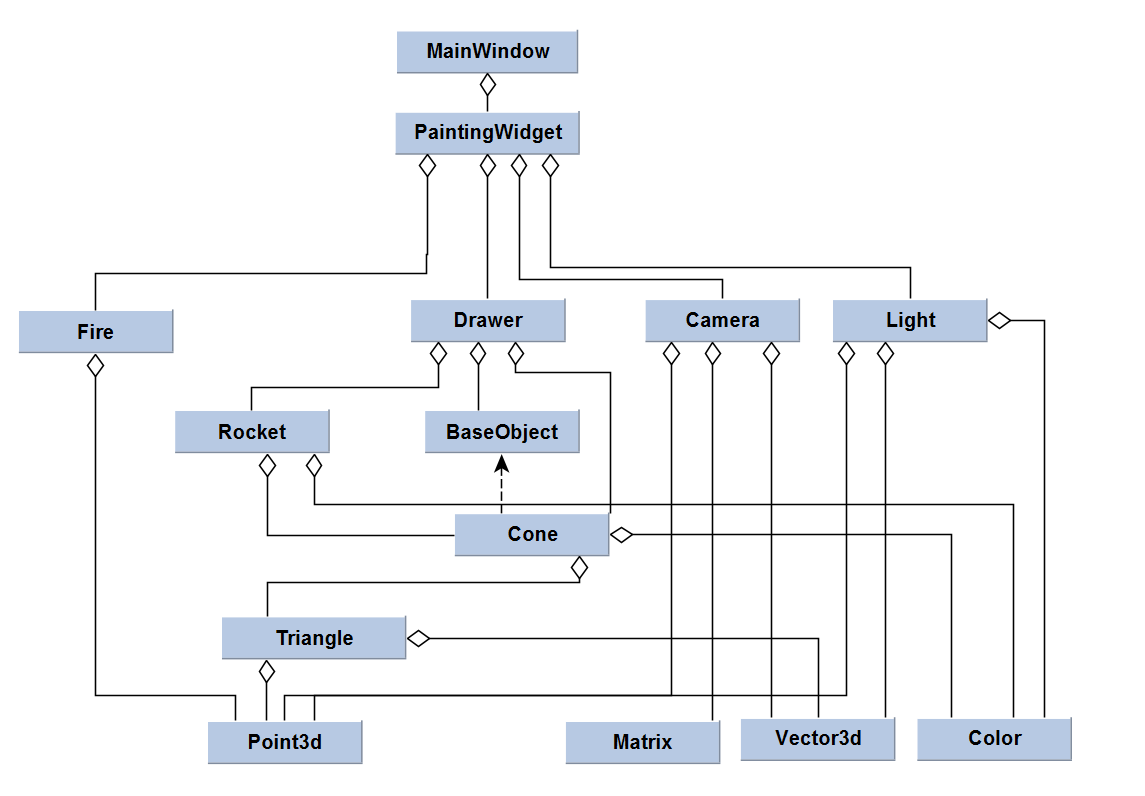 MainWindow
PaintingWidget
Fire
Drawer
Camera
Light
Rocket
BaseObject
Cone
Triangle
Point3d
Matrix
Vector3d
Color